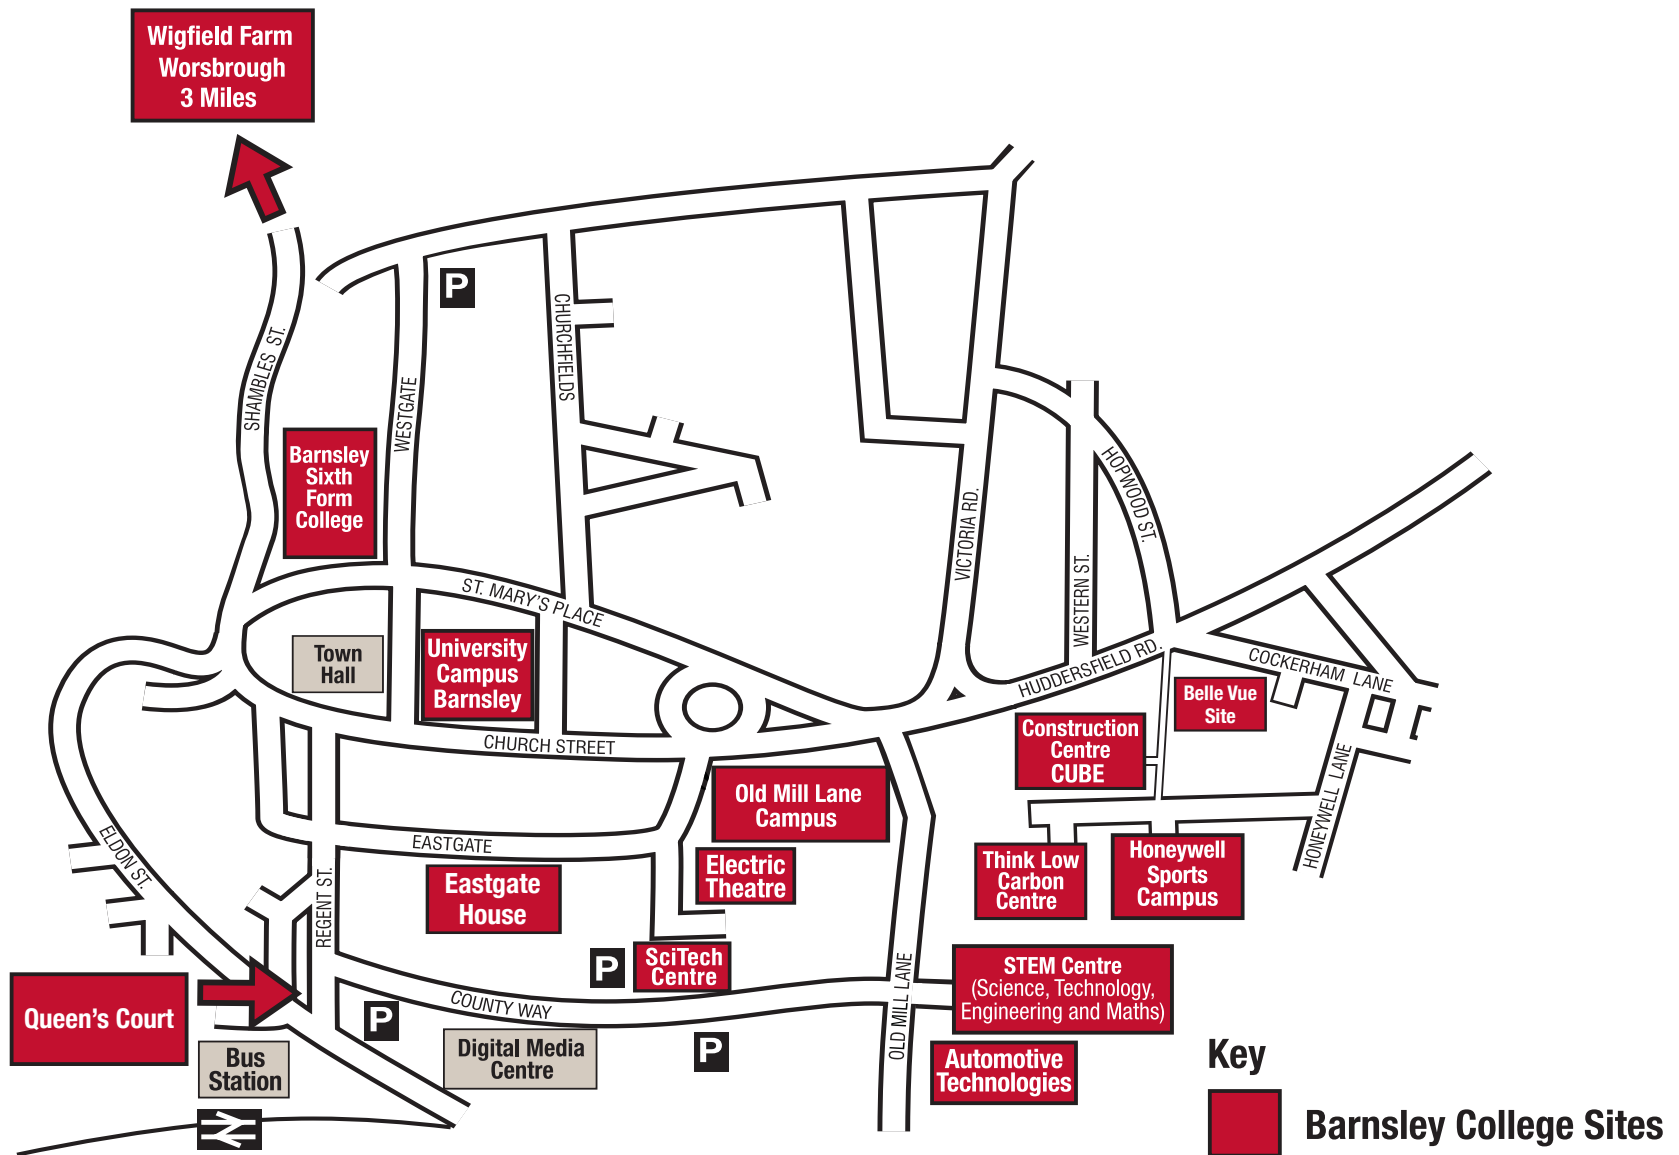 Wigfield Farm
Worsbrough
3 Miles
P
CHURCHFIELDS
SHAMBLES ST.
WESTGATE
Barnsley
Sixth
Form
College
HOPWOOD ST.
VICTORIA RD.
WESTERN ST.
ST. MARY'S PLACE
Town
Hall
University
Campus
Barnsley
HUDDERSFIELD RD.
COCKERHAM LANE
Belle Vue
Site
CHURCH STREET
Construction
Centre
CUBE
HONEYWELL LANE
Old Mill Lane
Campus
ELDON ST.
EASTGATE
Electric
Theatre
Think Low
Carbon
Centre
Honeywell
Sports
Campus
Eastgate
House
REGENT ST.
P
SciTech
Centre
STEM Centre
(Science, Technology,
Engineering and Maths)
Queen's Court
COUNTY WAY
P
OLD MILL LANE
P
Bus
Station
Digital Media
Centre
Automotive
Technologies
Key
Barnsley College Sites